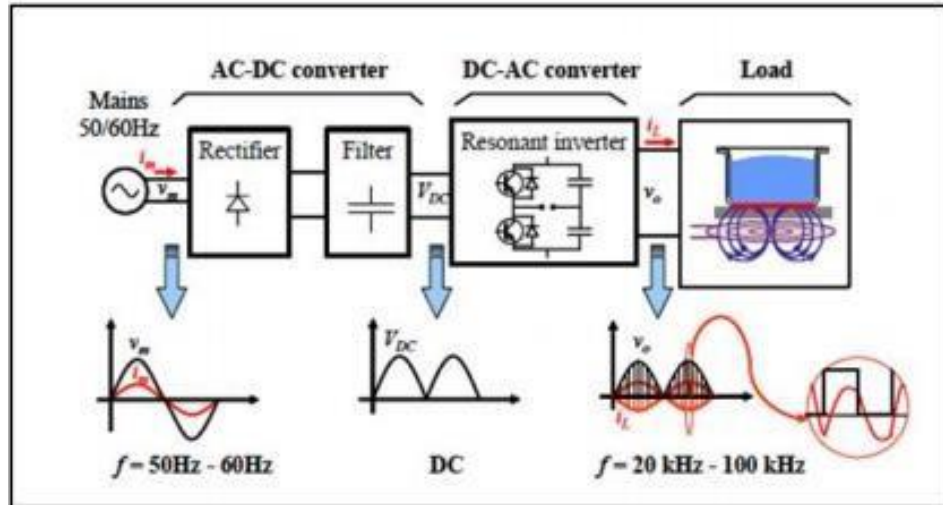 AC-DC converter
DC-AC converter
Load
Mains
50/60Hz
Rectifier
Filter
Resonant inverter
i_m
v_m
V_DC
i_L
v_o
v_m
i_m
V_DC
v_o
i_L
f = 50Hz - 60Hz
DC
f = 20 kHz - 100 kHz